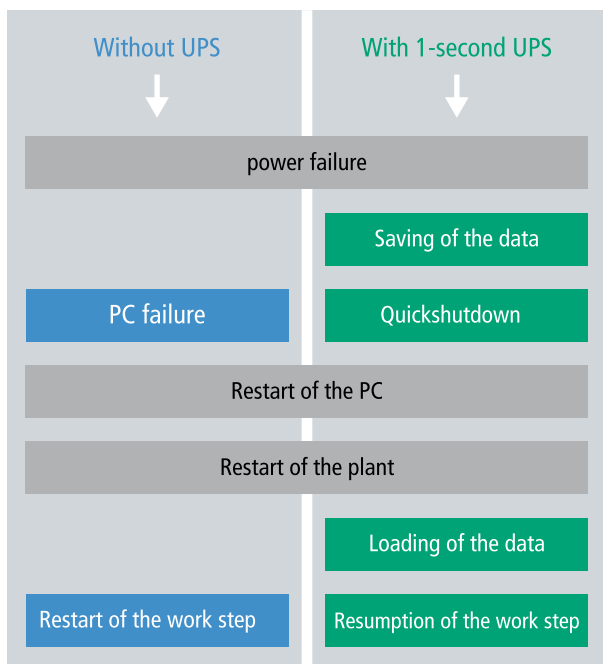 Without UPS
With 1-second UPS
power failure
Saving of the data
PC failure
Quickshutdown
Restart of the PC
Restart of the plant
Loading of the data
Restart of the work step
Resumption of the work step